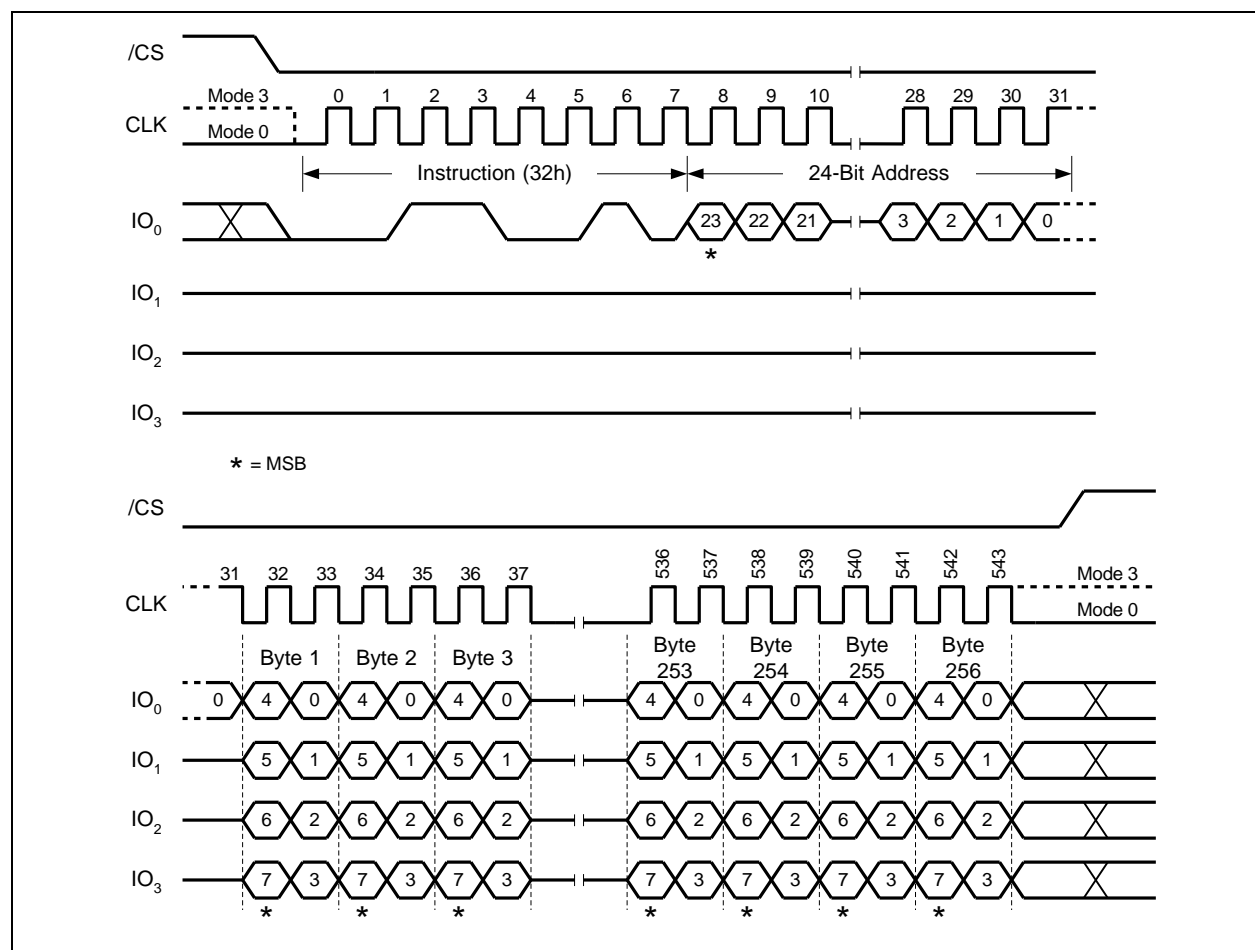 /CS
Mode 3
0 1 2 3 4 5 6 7 8 9 10 28 29 30 31
CLK
Mode 0
Instruction (32h) 24-Bit Address
IO0 23 22 21 3 2 1 0
*
IO1
IO2
IO3
* = MSB
/CS
31 32 33 34 35 36 37 536 537 538 539 540 541 542 543
Mode 3
CLK
Mode 0
Byte 1 Byte 2 Byte 3 Byte 253 Byte 254 Byte 255 Byte 256
IO0 0 4 0 4 0 4 0 4 0 4 0 4 0 4 0
IO1 5 1 5 1 5 1 5 1 5 1 5 1 5 1
IO2 6 2 6 2 6 2 6 2 6 2 6 2 6 2
IO3 7 3 7 3 7 3 7 3 7 3 7 3 7 3
* * * * * * *